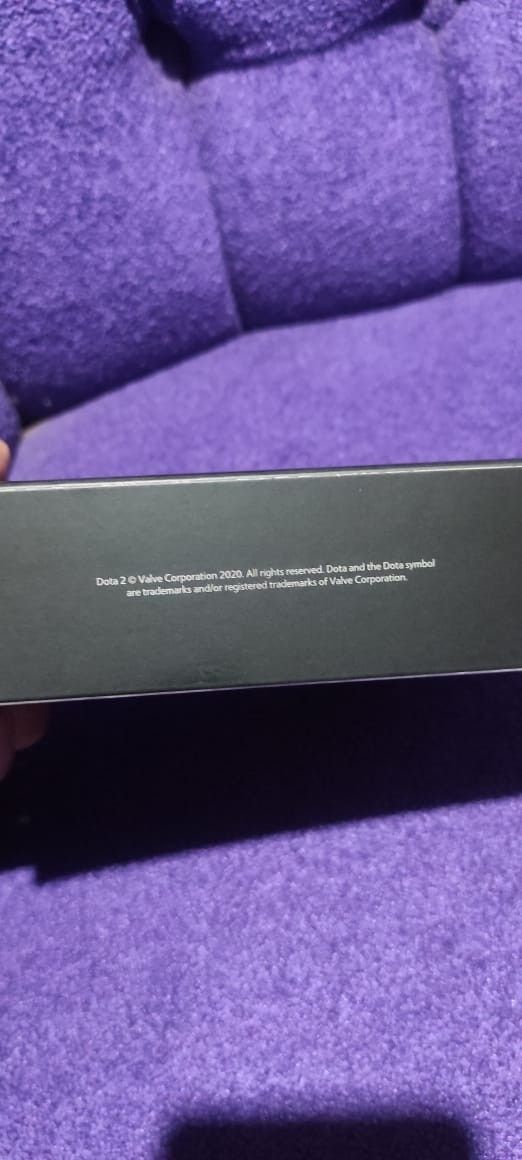 Dota 2 © Valve Corporation 2020. All rights reserved. Dota and the Dota symbol
are trademarks and/or registered trademarks of Valve Corporation.